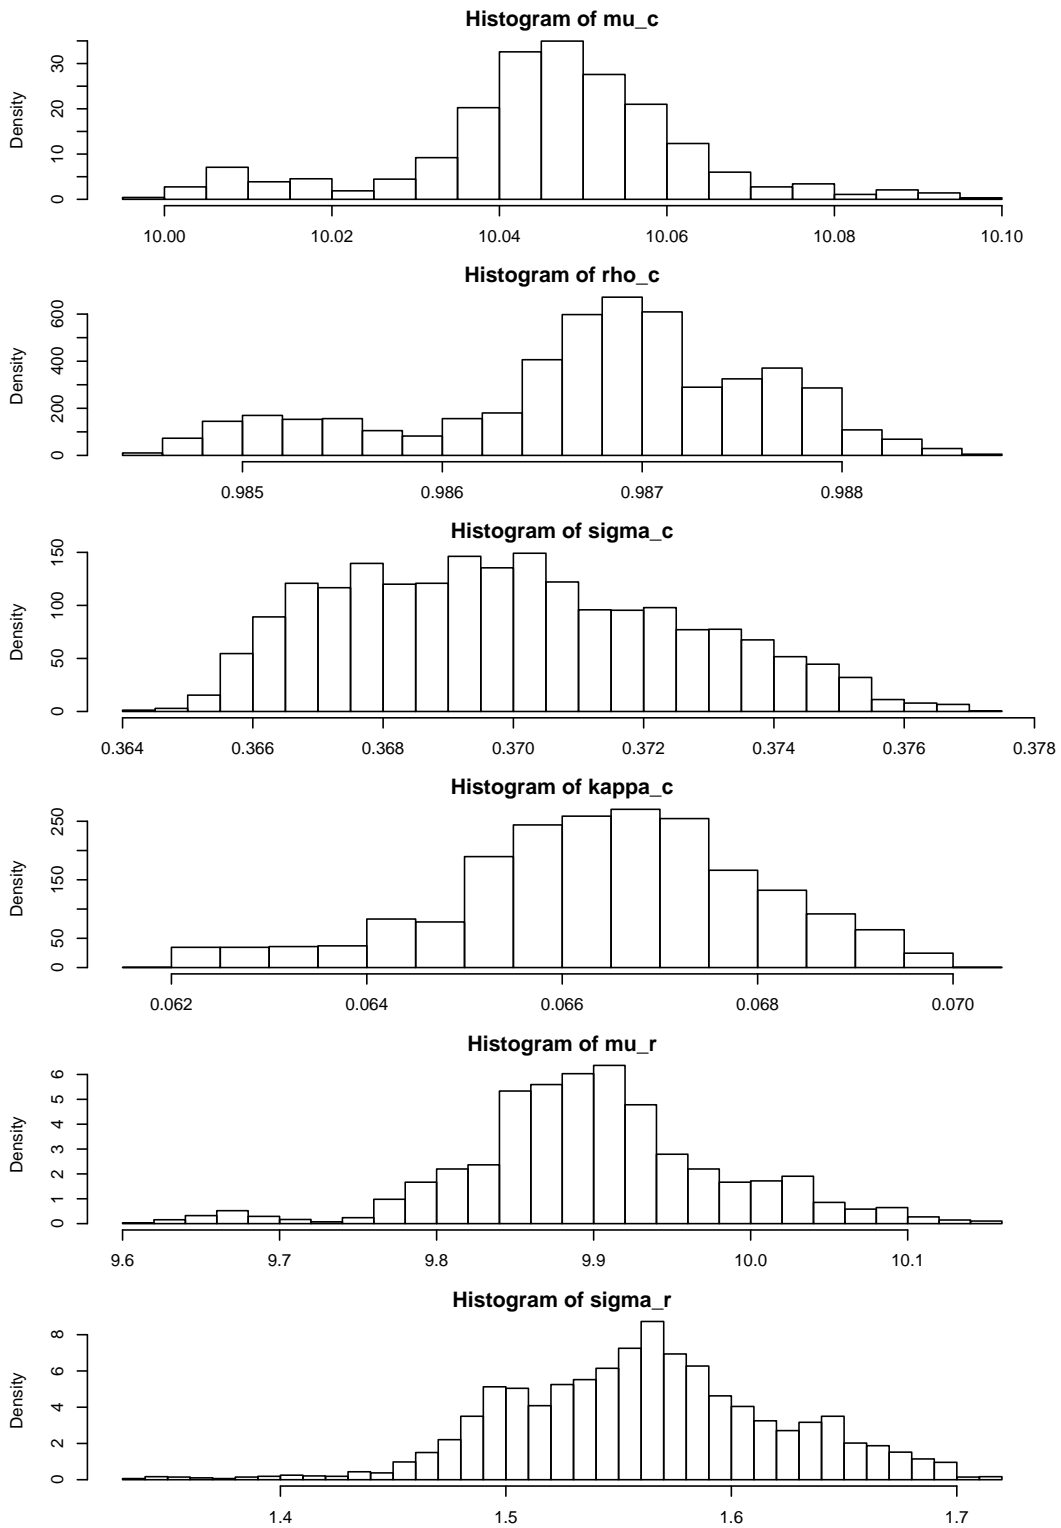 Histogram of mu_c
Density
0 10 20 30
10.00 10.02 10.04 10.06 10.08 10.10
Histogram of rho_c
Density
0 200 400 600
0.985 0.986 0.987 0.988
Histogram of sigma_c
Density
0 50 100 150
0.364 0.366 0.368 0.370 0.372 0.374 0.376 0.378
Histogram of kappa_c
Density
0 50 150 250
0.062 0.064 0.066 0.068 0.070
Histogram of mu_r
Density
0 1 2 3 4 5 6
9.6 9.7 9.8 9.9 10.0 10.1
Histogram of sigma_r
Density
0 2 4 6 8
1.4 1.5 1.6 1.7